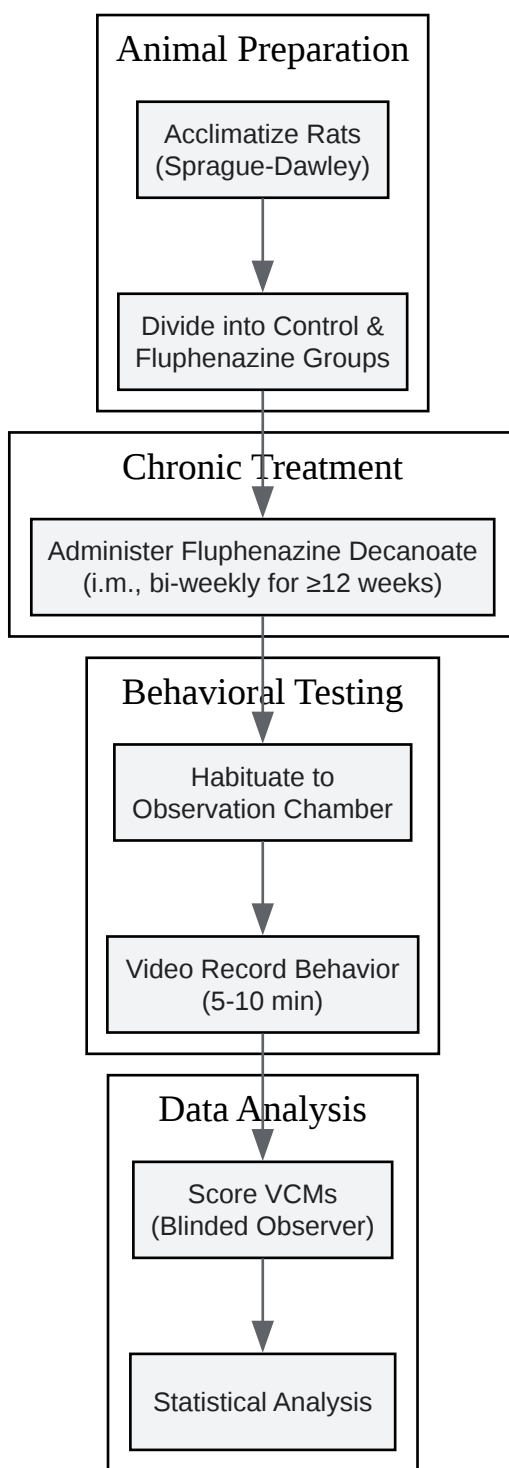 Animal Preparation
Acclimatize Rats
(Sprague-Dawley)
Divide into Control &
Fluphenazine Groups
Chronic Treatment
Administer Fluphenazine Decanoate
(i.m., bi-weekly for ≥12 weeks)
Behavioral Testing
Habituate to
Observation Chamber
Video Record Behavior
(5-10 min)
Data Analysis
Score VCMs
(Blinded Observer)
Statistical Analysis